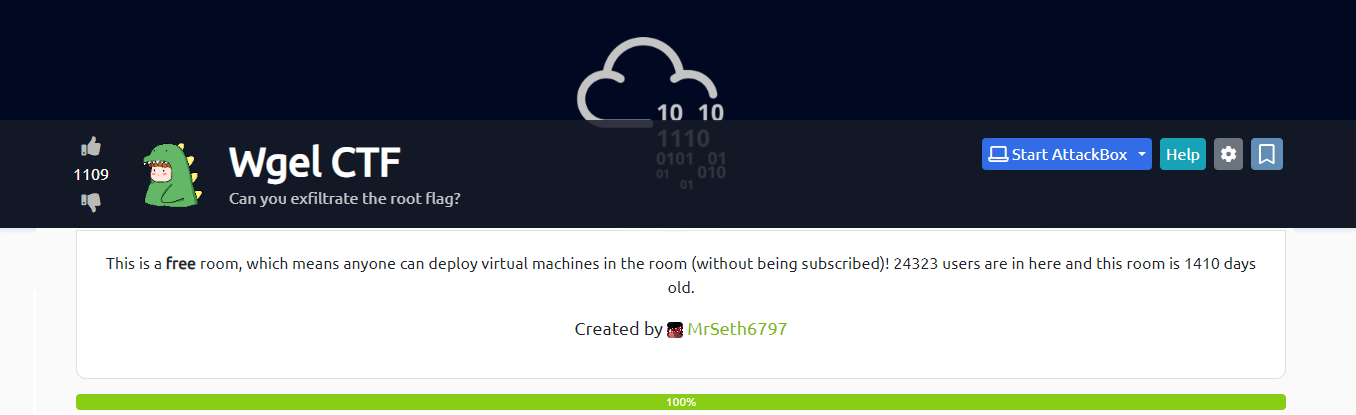 10 10
1110
0101 01
01 010
01
1109
Wgel CTF
Can you exfiltrate the root flag?
Start AttackBox
Help
This is a free room, which means anyone can deploy virtual machines in the room (without being subscribed)! 24323 users are in here and this room is 1410 days
old.
Created by MrSeth6797
100%